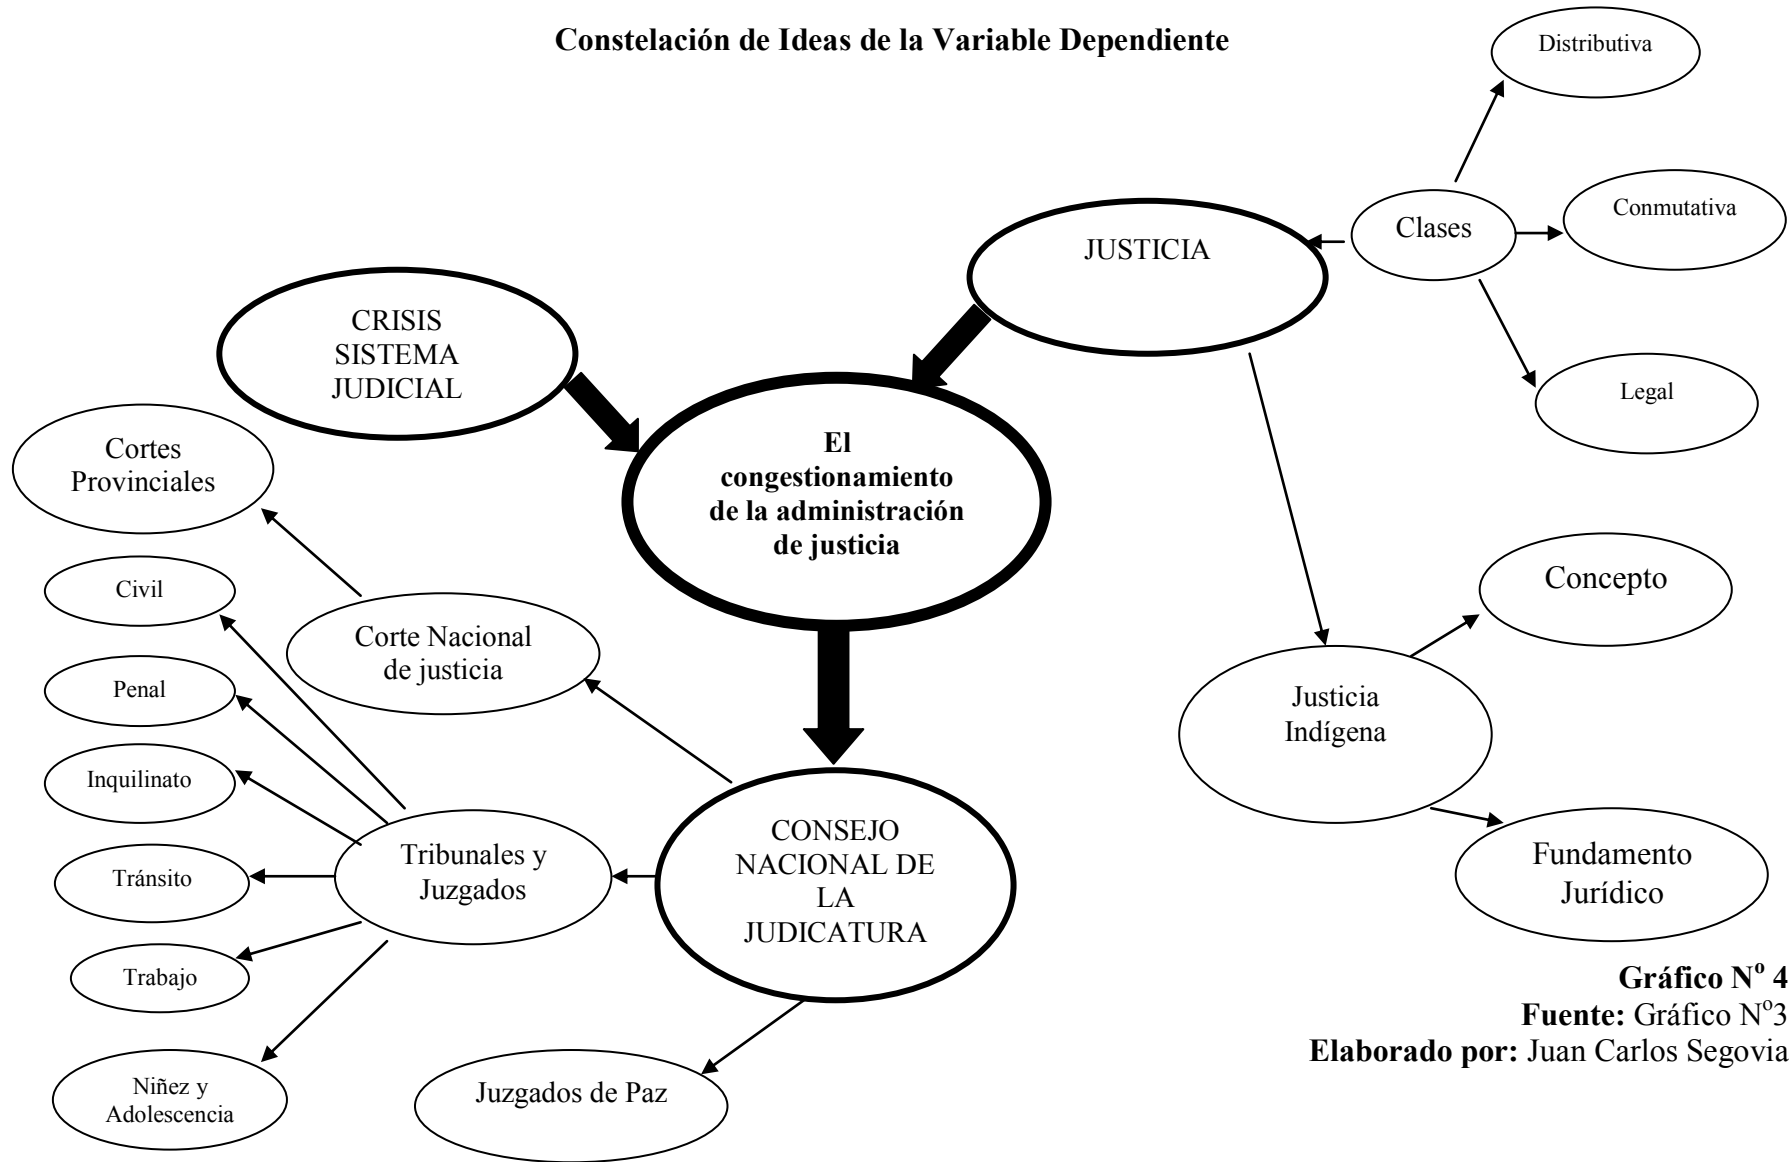 Constelación de Ideas de la Variable Dependiente
Distributiva
Conmutativa
Clases
JUSTICIA
Legal
CRISIS
SISTEMA
JUDICIAL
El
congestionamiento
de la administración
de justicia
Cortes
Provinciales
Civil
Corte Nacional
de justicia
Penal
Inquilinato
Tribunales y
Juzgados
Tránsito
Trabajo
Niñez y
Adolescencia
CONSEJO
NACIONAL DE
LA
JUDICATURA
Juzgados de Paz
Concepto
Justicia
Indígena
Fundamento
Jurídico
Gráfico Nº 4
Fuente: Gráfico Nº3
Elaborado por: Juan Carlos Segovia